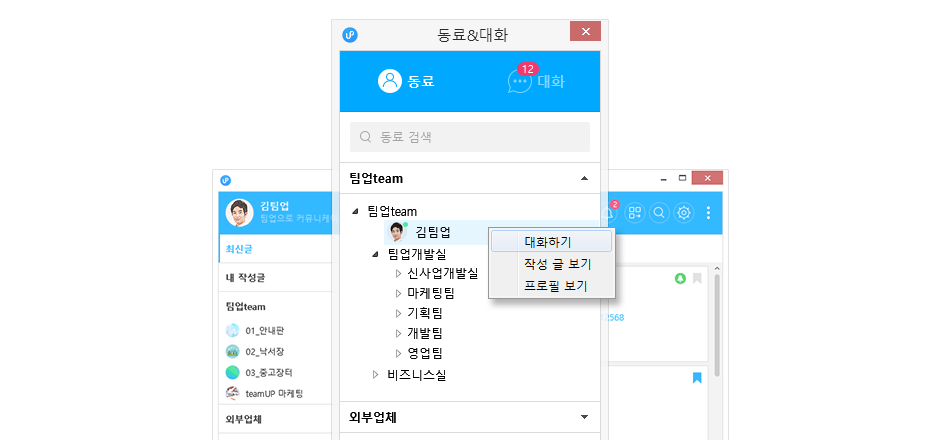 동료&대화
동료
12
대화
동료 검색
팀업team
팀업team
김팀업
팀업개발실
신사업개발실
마케팅팀
기획팀
개발팀
영업팀
비즈니스실
외부업체
대화하기
작성 글 보기
프로필 보기
김팀업
팀업으로 커뮤니케이
2
최신글
내 작성글
팀업team
01_안내판
02_낙서장
03_중고장터
teamUP 마케팅
외부업체
2568